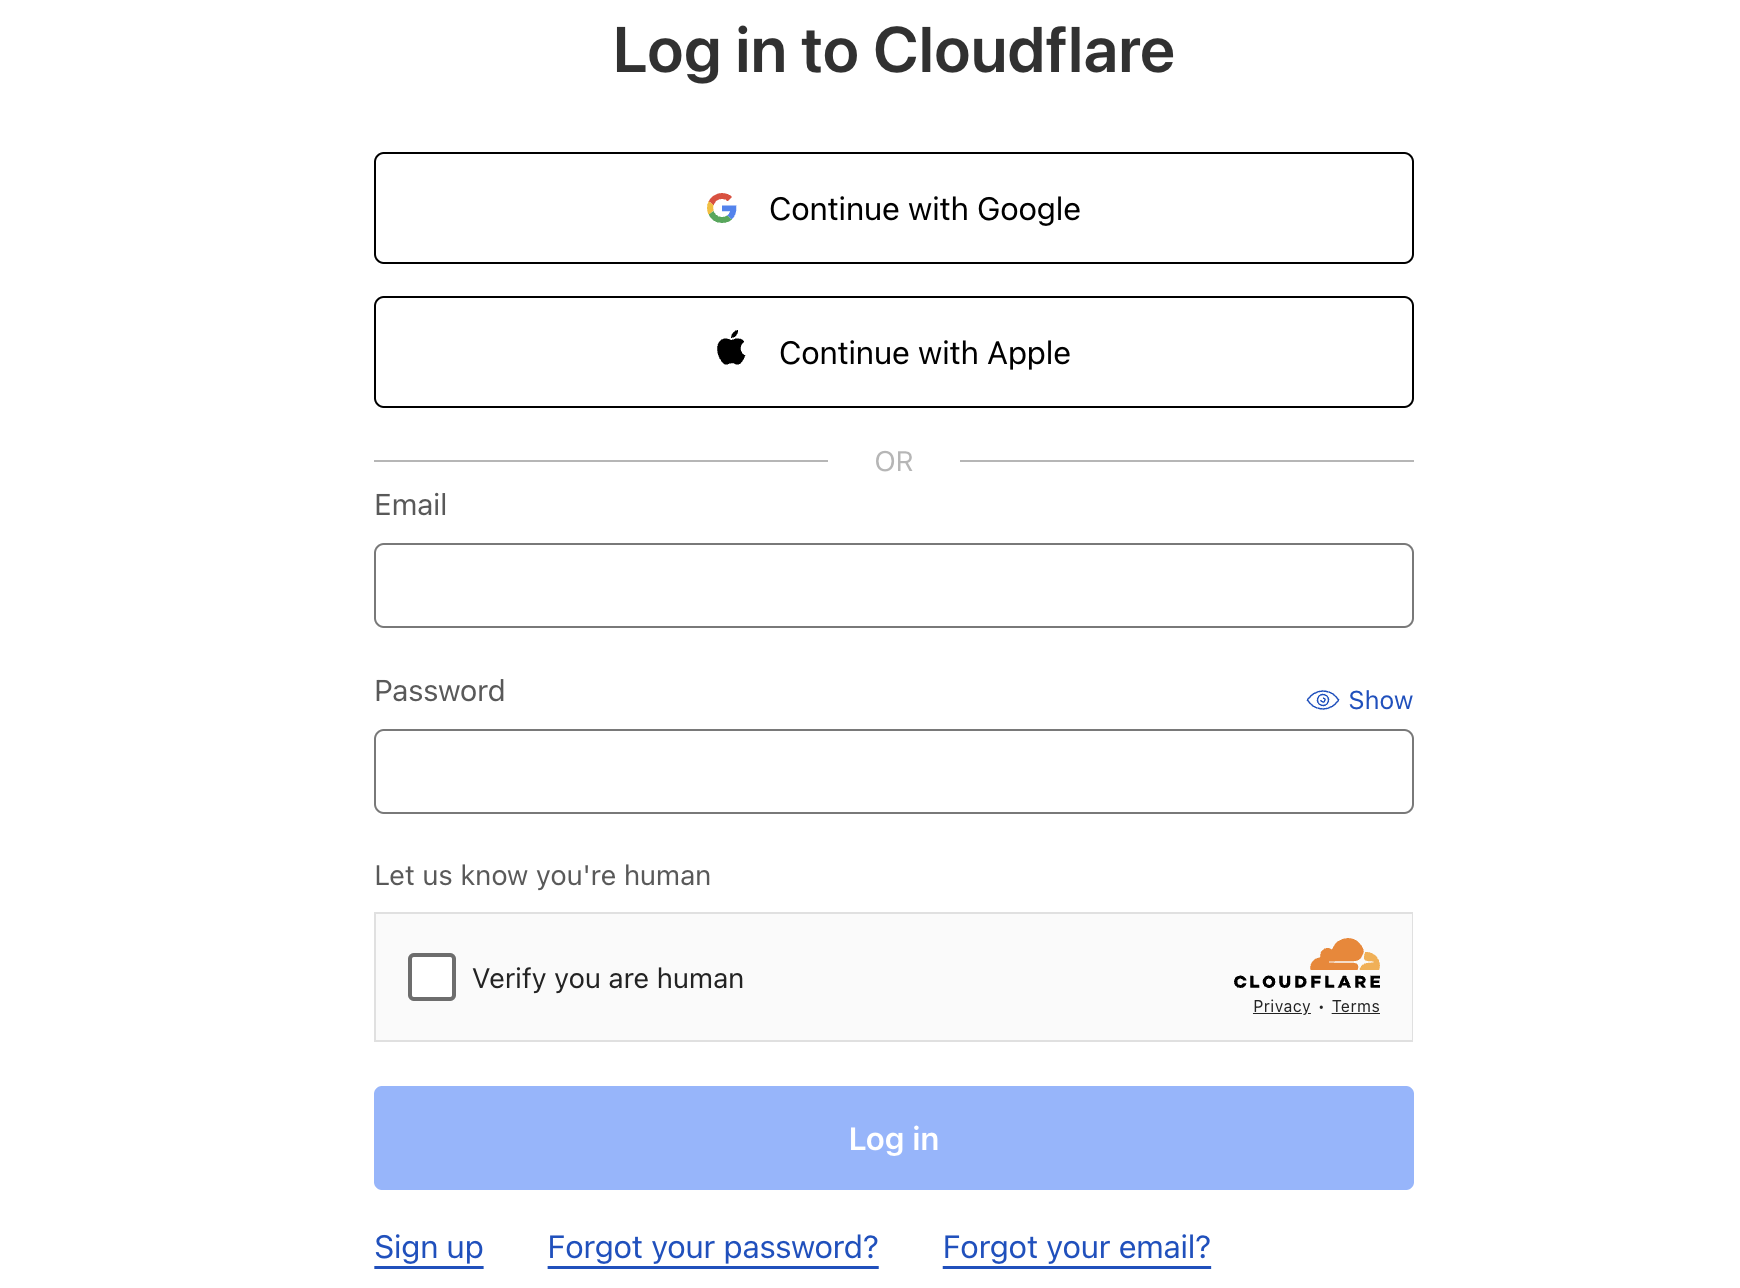 Log in to Cloudflare
Continue with Google
Continue with Apple
OR
Email
Password
Show
Let us know you're human
Verify you are human
CLOUDFLARE
Privacy • Terms
Log in
Sign up Forgot your password? Forgot your email?